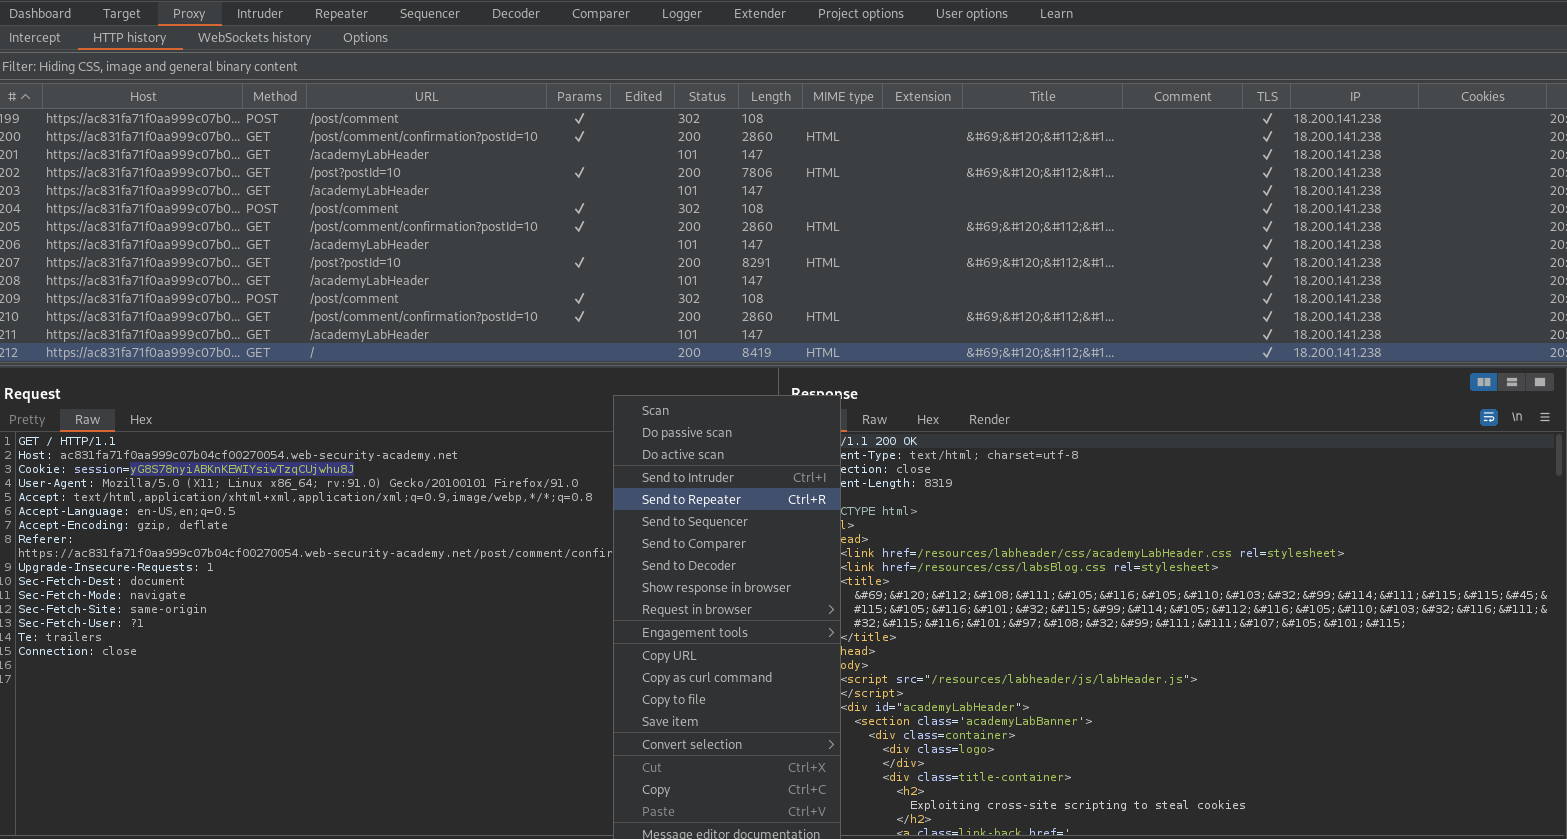 Dashboard Target Proxy Intruder Repeater Sequencer Decoder Comparer Logger Extender Project options User options Learn
Intercept HTTP history WebSockets history Options
Filter: Hiding CSS, image and general binary content
# Host Method URL Params Edited Status Length MIME type Extension Title Comment TLS IP Cookies
199 https://ac831fa71f0aa999c07b0... POST /post/comment ✓ 302 108 ✓ 18.200.141.238 20:
200 https://ac831fa71f0aa999c07b0... GET /post/comment/confirmation?postId=10 ✓ 200 2860 HTML &#69;&#120;&#112;&#1... ✓ 18.200.141.238 20:
201 https://ac831fa71f0aa999c07b0... GET /academyLabHeader 101 147 ✓ 18.200.141.238 20:
202 https://ac831fa71f0aa999c07b0... GET /post?postId=10 ✓ 200 7806 HTML &#69;&#120;&#112;&#1... ✓ 18.200.141.238 20:
203 https://ac831fa71f0aa999c07b0... GET /academyLabHeader 101 147 ✓ 18.200.141.238 20:
204 https://ac831fa71f0aa999c07b0... POST /post/comment ✓ 302 108 ✓ 18.200.141.238 20:
205 https://ac831fa71f0aa999c07b0... GET /post/comment/confirmation?postId=10 ✓ 200 2860 HTML &#69;&#120;&#112;&#1... ✓ 18.200.141.238 20:
206 https://ac831fa71f0aa999c07b0... GET /academyLabHeader 101 147 ✓ 18.200.141.238 20:
207 https://ac831fa71f0aa999c07b0... GET /post?postId=10 ✓ 200 8291 HTML &#69;&#120;&#112;&#1... ✓ 18.200.141.238 20:
208 https://ac831fa71f0aa999c07b0... GET /academyLabHeader 101 147 ✓ 18.200.141.238 20:
209 https://ac831fa71f0aa999c07b0... POST /post/comment ✓ 302 108 ✓ 18.200.141.238 20:
210 https://ac831fa71f0aa999c07b0... GET /post/comment/confirmation?postId=10 ✓ 200 2860 HTML &#69;&#120;&#112;&#1... ✓ 18.200.141.238 20:
211 https://ac831fa71f0aa999c07b0... GET /academyLabHeader 101 147 ✓ 18.200.141.238 20:
212 https://ac831fa71f0aa999c07b0... GET / 200 8419 HTML &#69;&#120;&#112;&#1... ✓ 18.200.141.238 20:
Request
Pretty Raw Hex
1 GET / HTTP/1.1
2 Host: ac831fa71f0aa999c07b04cf00270054.web-security-academy.net
3 Cookie: session=yG8S78nyiABKnKEWIYsiwTzqCUjwhu8J
4 User-Agent: Mozilla/5.0 (X11; Linux x86_64; rv:91.0) Gecko/20100101 Firefox/91.0
5 Accept: text/html,application/xhtml+xml,application/xml;q=0.9,image/webp,*/*;q=0.8
6 Accept-Language: en-US,en;q=0.5
7 Accept-Encoding: gzip, deflate
8 Referer:
https://ac831fa71f0aa999c07b04cf00270054.web-security-academy.net/post/comment/confir
9 Upgrade-Insecure-Requests: 1
10 Sec-Fetch-Dest: document
11 Sec-Fetch-Mode: navigate
12 Sec-Fetch-Site: same-origin
13 Sec-Fetch-User: ?1
14 Te: trailers
15 Connection: close
16
17
Scan
Do passive scan
Do active scan
Send to Intruder Ctrl+I
Send to Repeater Ctrl+R
Send to Sequencer
Send to Comparer
Send to Decoder
Show response in browser
Request in browser
Engagement tools
Copy URL
Copy as curl command
Copy to file
Save item
Convert selection
Cut Ctrl+X
Copy Ctrl+C
Paste Ctrl+V
Message editor documentation
Response
Raw Hex Render \n
/1.1 200 OK
ent-Type: text/html; charset=utf-8
ection: close
ent-Length: 8319
CTYPE html>
l>
ead>
<link href=/resources/labheader/css/academyLabHeader.css rel=stylesheet>
<link href=/resources/css/labsBlog.css rel=stylesheet>
<title>
&#69;&#120;&#112;&#108;&#111;&#105;&#116;&#105;&#110;&#103;&#32;&#99;&#114;&#111;&#115;&#115;&#45;&
#115;&#105;&#116;&#101;&#32;&#115;&#99;&#114;&#105;&#112;&#116;&#105;&#110;&#103;&#32;&#116;&#111;&
#32;&#115;&#116;&#101;&#97;&#108;&#32;&#99;&#111;&#111;&#107;&#105;&#101;&#115;
</title>
head>
ody>
<script src="/resources/labheader/js/labHeader.js">
</script>
<div id="academyLabHeader">
<section class='academyLabBanner'>
<div class=container>
<div class=logo>
</div>
<div class=title-container>
<h2>
Exploiting cross-site scripting to steal cookies
</h2>
<a class=link-back href='